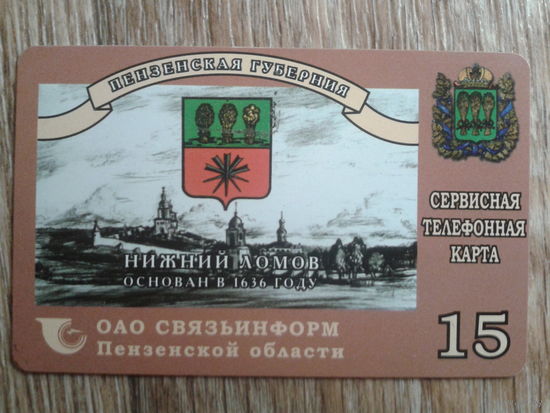 ПЕНЗЕНСКАЯ ГУБЕРНИЯ
СЕРВИСНАЯ
ТЕЛЕФОННАЯ
КАРТА
НИЖНИЙ ЛОМОВ
ОСНОВАН В 1636 ГОДУ
ОАО СВЯЗЬИНФОРМ
Пензенской области
15